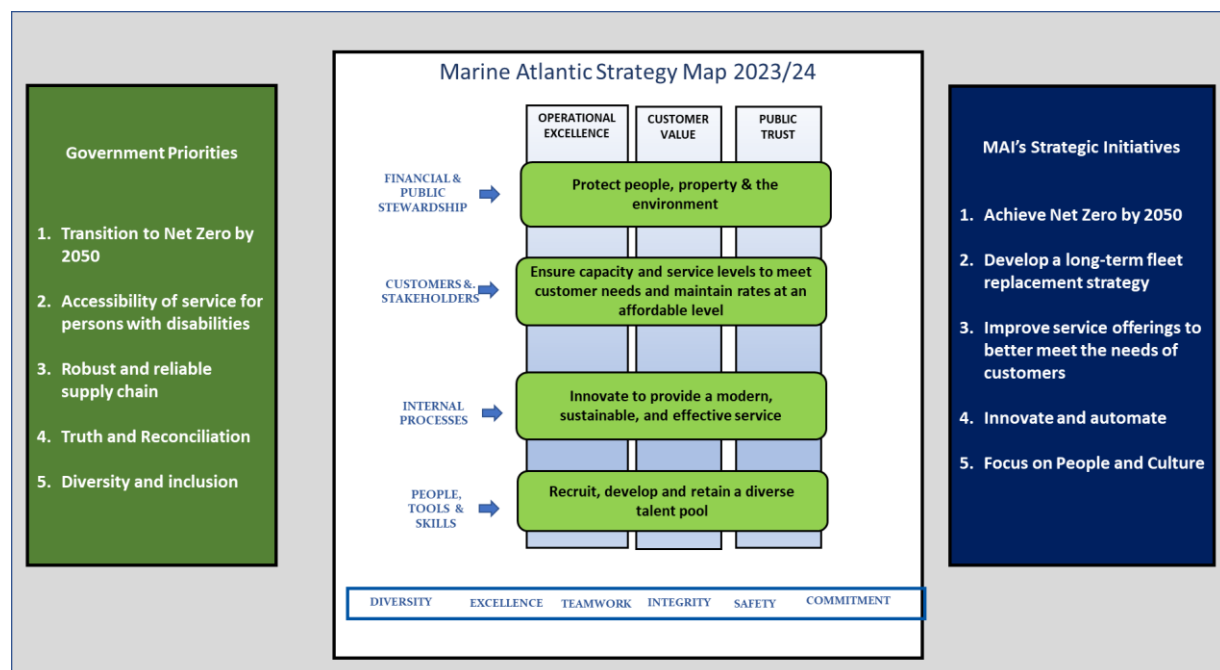 Government Priorities
1. Transition to Net Zero by
2050
2. Accessibility of service for
persons with disabilities
3. Robust and reliable
supply chain
4. Truth and Reconciliation
5. Diversity and inclusion
Marine Atlantic Strategy Map 2023/24
OPERATIONAL
EXCELLENCE
CUSTOMER
VALUE
PUBLIC
TRUST
FINANCIAL &
PUBLIC
STEWARDSHIP
Protect people, property & the
environment
CUSTOMERS &.
STAKEHOLDERS
Ensure capacity and service levels to meet
customer needs and maintain rates at an
affordable level
INTERNAL
PROCESSES
Innovate to provide a modern,
sustainable, and effective service
PEOPLE,
TOOLS &
SKILLS
Recruit, develop and retain a diverse
talent pool
DIVERSITY EXCELLENCE TEAMWORK INTEGRITY SAFETY COMMITMENT
MAI's Strategic Initiatives
1. Achieve Net Zero by 2050
2. Develop a long-term fleet
replacement strategy
3. Improve service offerings to
better meet the needs of
customers
4. Innovate and automate
5. Focus on People and Culture